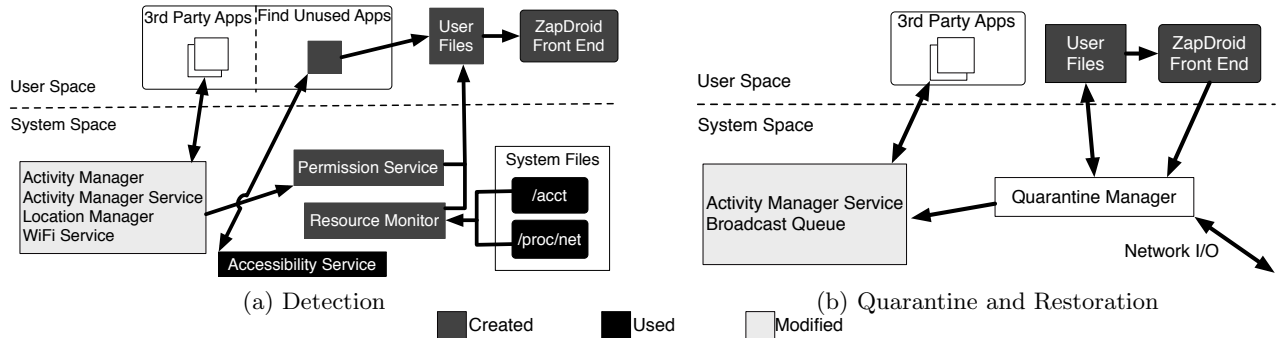 3rd Party Apps
Find Unused Apps
User
Files
ZapDroid
Front End
User Space
System Space
Activity Manager
Activity Manager Service
Location Manager
WiFi Service
Permission Service
Resource Monitor
System Files
/acct
/proc/net
Accessibility Service
(a) Detection
3rd Party Apps
User
Files
ZapDroid
Front End
User Space
System Space
Activity Manager Service
Broadcast Queue
Quarantine Manager
Network I/O
(b) Quarantine and Restoration
Created
Used
Modified